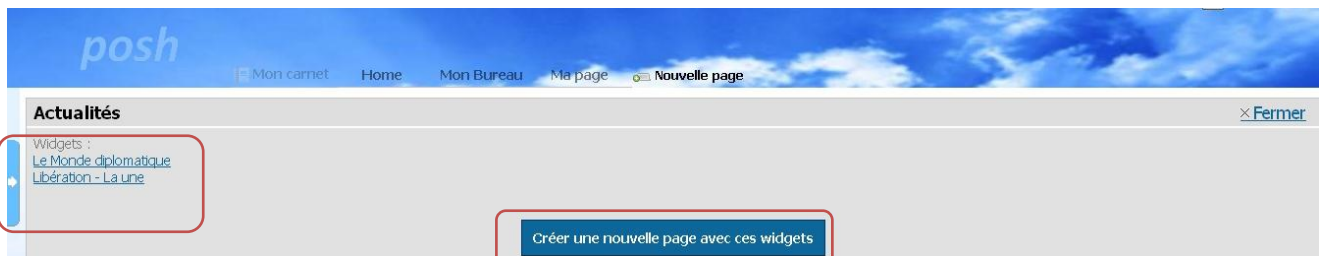 posh
Mon carnet Home Mon Bureau Ma page Nouvelle page
Actualités × Fermer
Widgets :
Le Monde diplomatique
Libération - La une
Créer une nouvelle page avec ces widgets